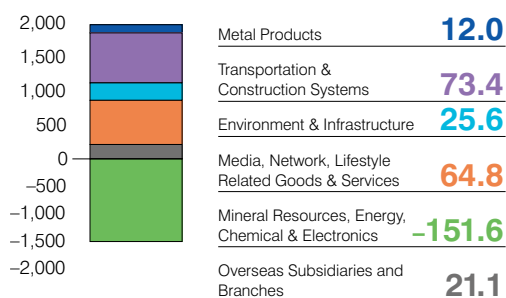 2,000
1,500
1,000
500
0
–500
–1,000
–1,500
–2,000
Metal Products 12.0
Transportation &
Construction Systems 73.4
Environment & Infrastructure 25.6
Media, Network, Lifestyle
Related Goods & Services 64.8
Mineral Resources, Energy,
Chemical & Electronics –151.6
Overseas Subsidiaries and
Branches 21.1